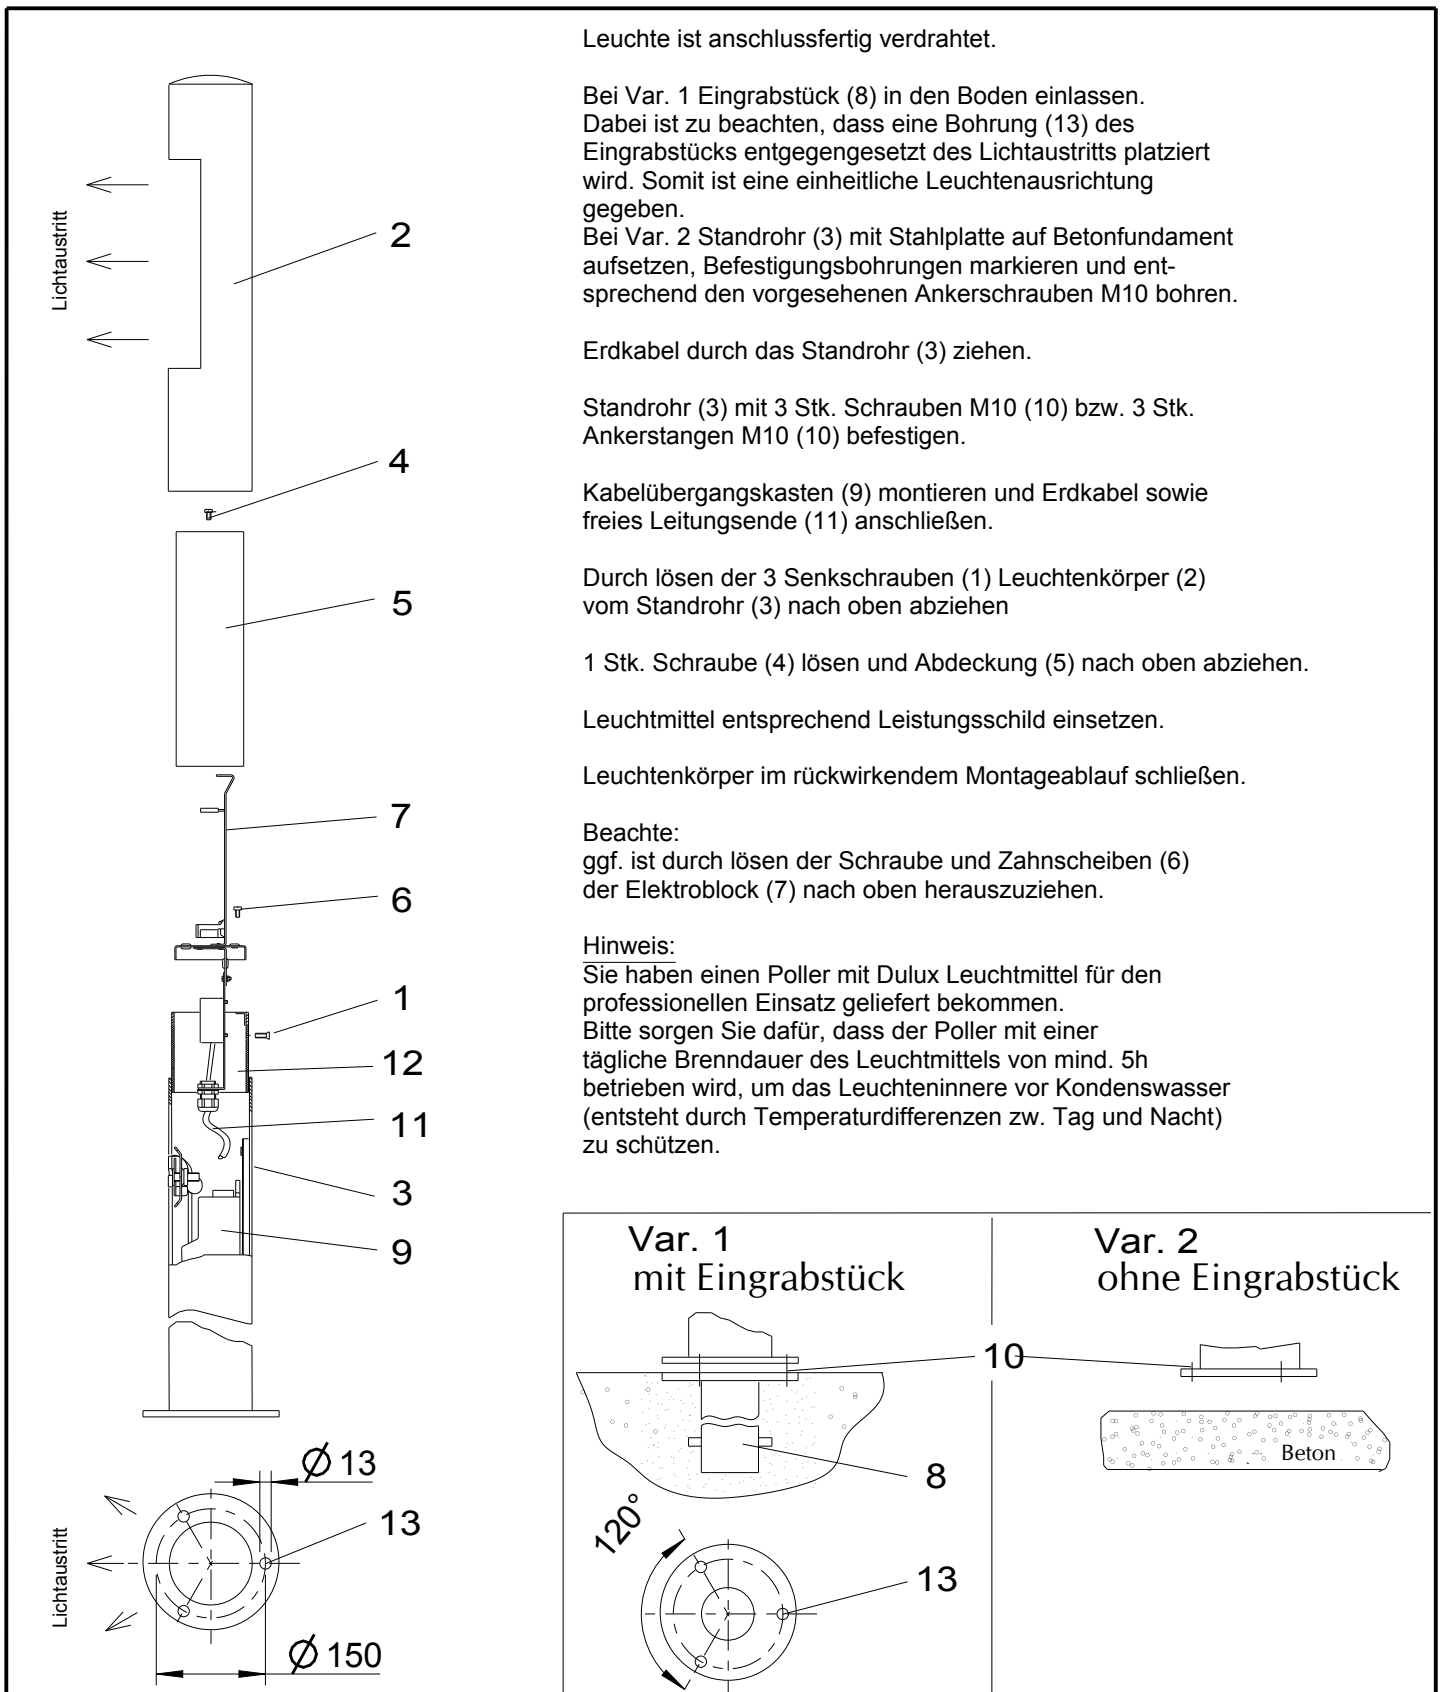 Leuchte ist anschlussfertig verdrahtet.
Bei Var. 1 Eingrabstück (8) in den Boden einlassen.
Dabei ist zu beachten, dass eine Bohrung (13) des
Eingrabstücks entgegengesetzt des Lichtaustritts platziert
wird. Somit ist eine einheitliche Leuchtenausrichtung
gegeben.
Bei Var. 2 Standrohr (3) mit Stahlplatte auf Betonfundament
aufsetzen, Befestigungsbohrungen markieren und ent-
sprechend den vorgesehenen Ankerschrauben M10 bohren.
Erdkabel durch das Standrohr (3) ziehen.
Standrohr (3) mit 3 Stk. Schrauben M10 (10) bzw. 3 Stk.
Ankerstangen M10 (10) befestigen.
Kabelübergangskasten (9) montieren und Erdkabel sowie
freies Leitungsende (11) anschließen.
Durch lösen der 3 Senkschrauben (1) Leuchtenkörper (2)
vom Standrohr (3) nach oben abziehen
1 Stk. Schraube (4) lösen und Abdeckung (5) nach oben abziehen.
Leuchtmittel entsprechend Leistungsschild einsetzen.
Leuchtenkörper im rückwirkendem Montageablauf schließen.
Beachte:
ggf. ist durch lösen der Schraube und Zahnscheiben (6)
der Elektroblock (7) nach oben herauszuziehen.
Hinweis:
Sie haben einen Poller mit Dulux Leuchtmittel für den
professionellen Einsatz geliefert bekommen.
Bitte sorgen Sie dafür, dass der Poller mit einer
tägliche Brenndauer des Leuchtmittels von mind. 5h
betrieben wird, um das Leuchteninnere vor Kondenswasser
(entsteht durch Temperaturdifferenzen zw. Tag und Nacht)
zu schützen.
Lichtaustritt
2
4
5
7
6
1
12
11
3
9
Ø 13
13
Lichtaustritt
Ø 150
Var. 1
mit Eingrabstück
Var. 2
ohne Eingrabstück
10
8
Beton
120°
13